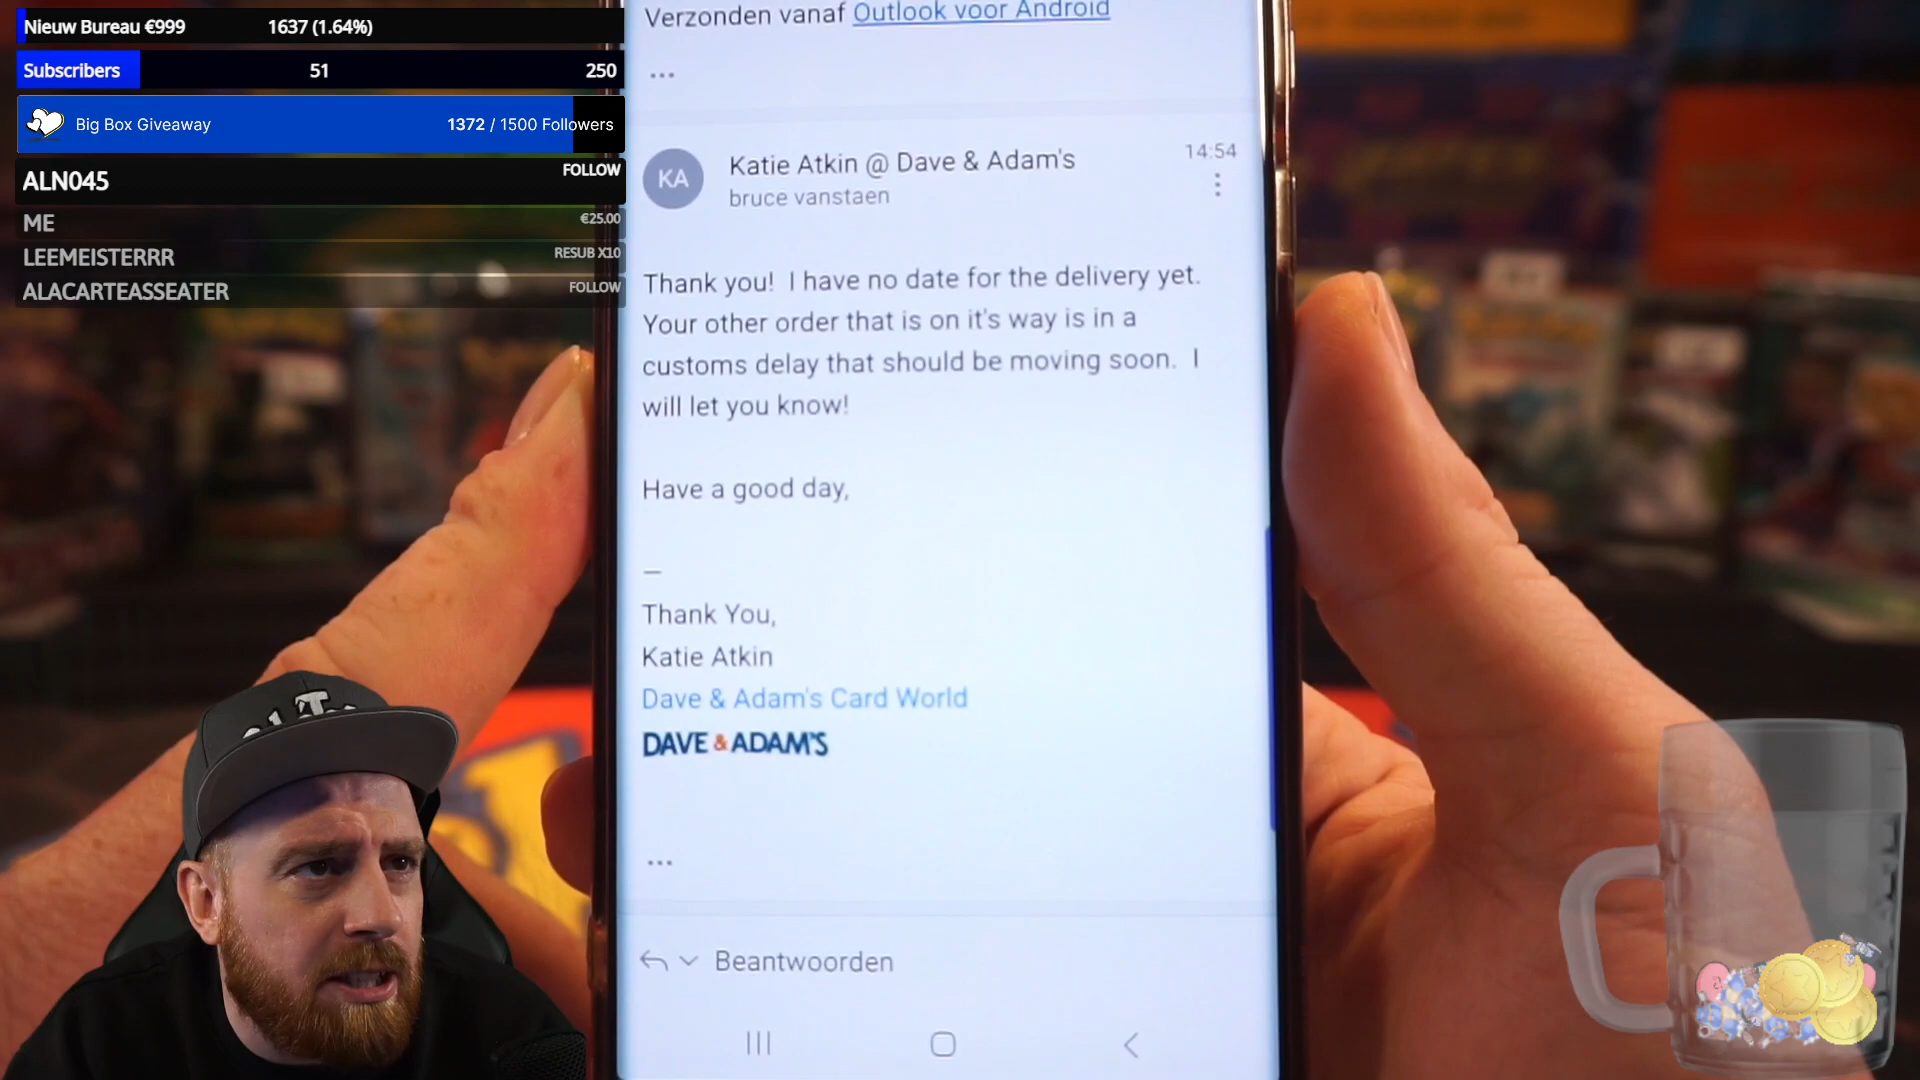 Nieuw Bureau €999 1637 (1.64%)
Subscribers 51 250
Big Box Giveaway 1372 / 1500 Followers
ALN045 FOLLOW
ME €25.00
LEEMEISTERRR RESUB X10
ALACARTEASSEATER FOLLOW
Verzonden vanaf Outlook voor Android
...
KA
Katie Atkin @ Dave & Adam's 14:54
bruce vanstaen
Thank you! I have no date for the delivery yet.
Your other order that is on it's way is in a
customs delay that should be moving soon. I
will let you know!
Have a good day,
—
Thank You,
Katie Atkin
Dave & Adam's Card World
DAVE & ADAM'S
...
Beantwoorden